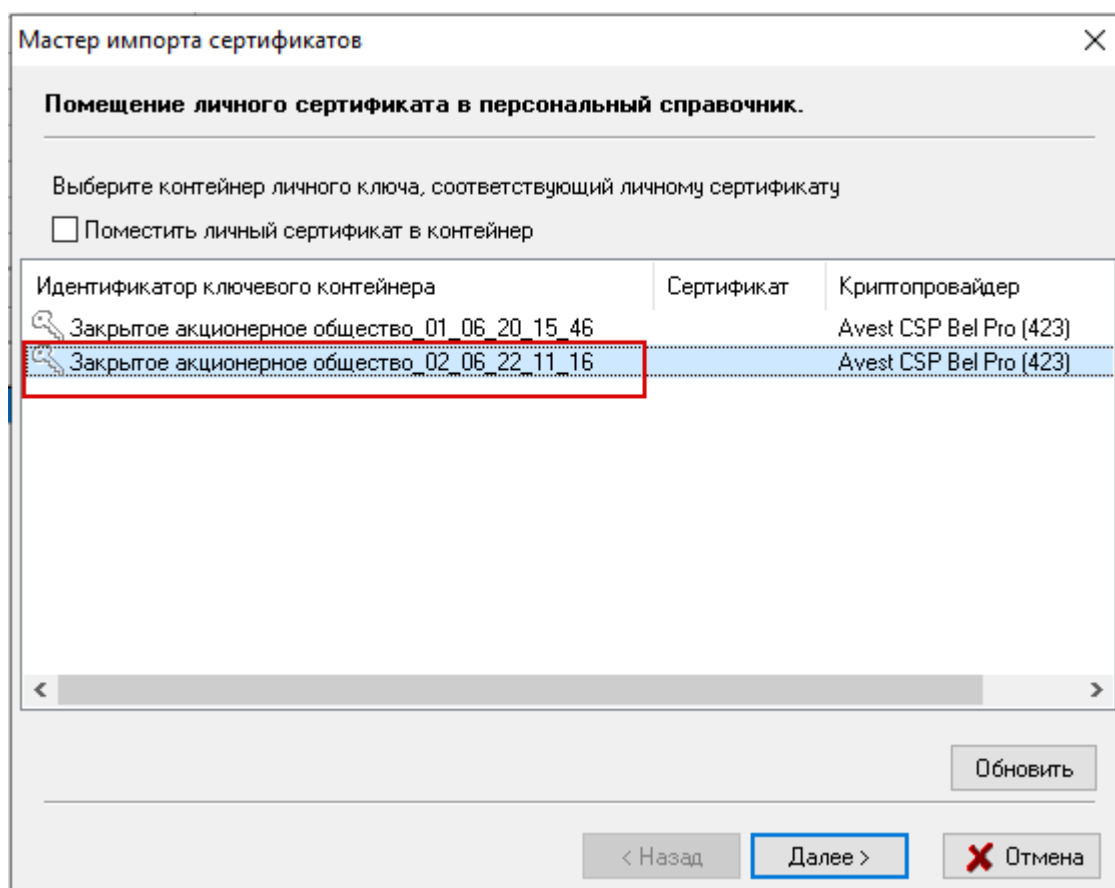 Мастер импорта сертификатов
Помещение личного сертификата в персональный справочник.
Выберите контейнер личного ключа, соответствующий личному сертификату
Поместить личный сертификат в контейнер
Идентификатор ключевого контейнера Сертификат Криптопровайдер
Закрытое акционерное общество_01_06_20_15_46 Avest CSP Bel Pro (423)
Закрытое акционерное общество_02_06_22_11_16 Avest CSP Bel Pro (423)
Обновить
< Назад Далее > Отмена